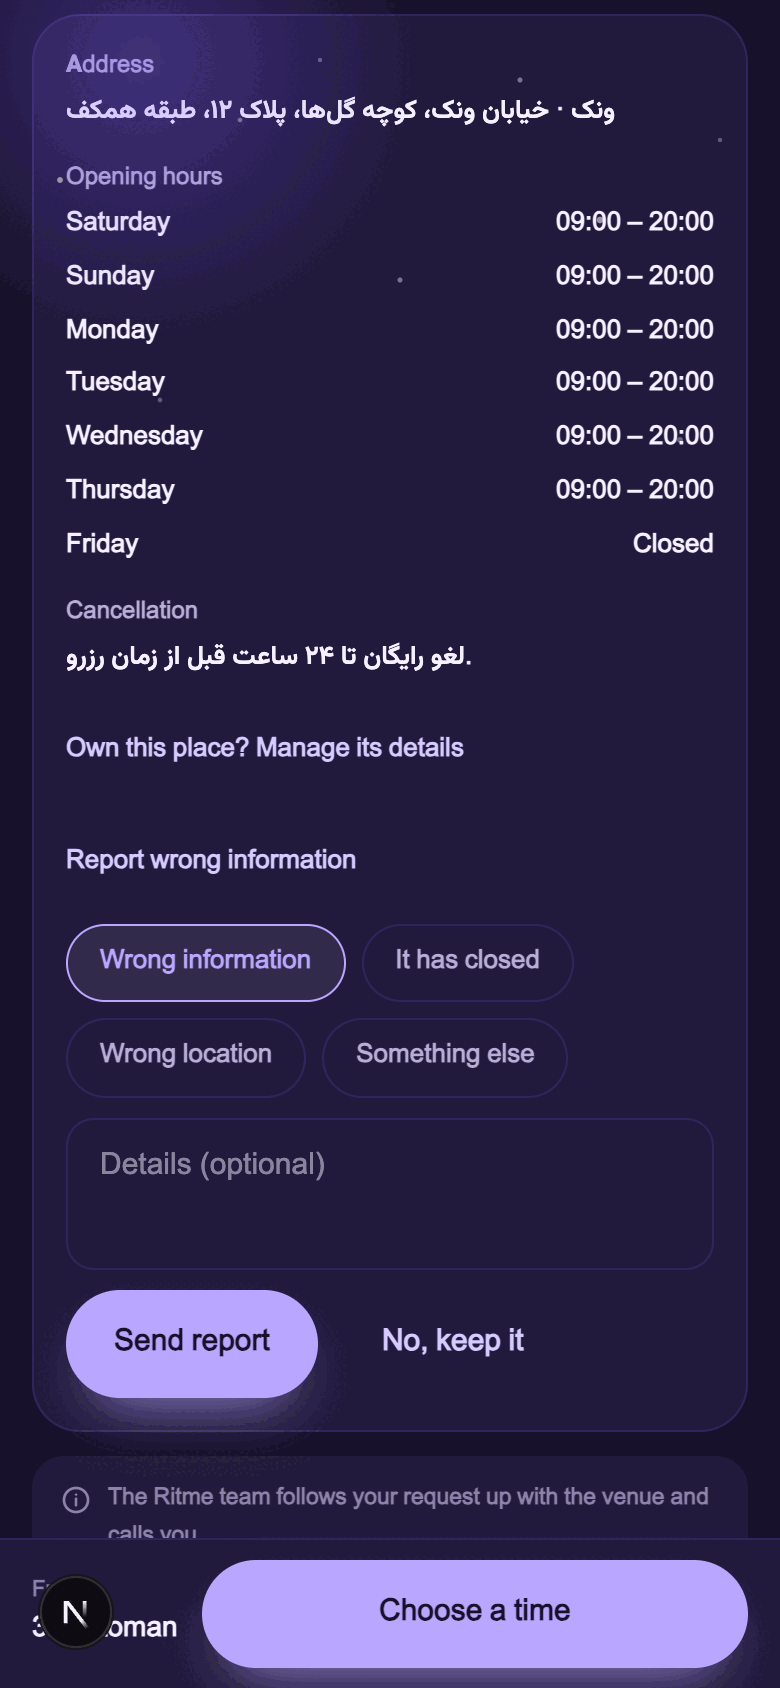 Address
ونک · خیابان ونک، کوچه گل‌ها، پلاک ۱۲، طبقه همکف
Opening hours
Saturday 09:00 – 20:00
Sunday 09:00 – 20:00
Monday 09:00 – 20:00
Tuesday 09:00 – 20:00
Wednesday 09:00 – 20:00
Thursday 09:00 – 20:00
Friday Closed
Cancellation
لغو رایگان تا ۲۴ ساعت قبل از زمان رزرو.
Own this place? Manage its details
Report wrong information
Wrong information It has closed
Wrong location Something else
Details (optional)
Send report No, keep it
The Ritme team follows your request up with the venue and
calls you
Choose a time